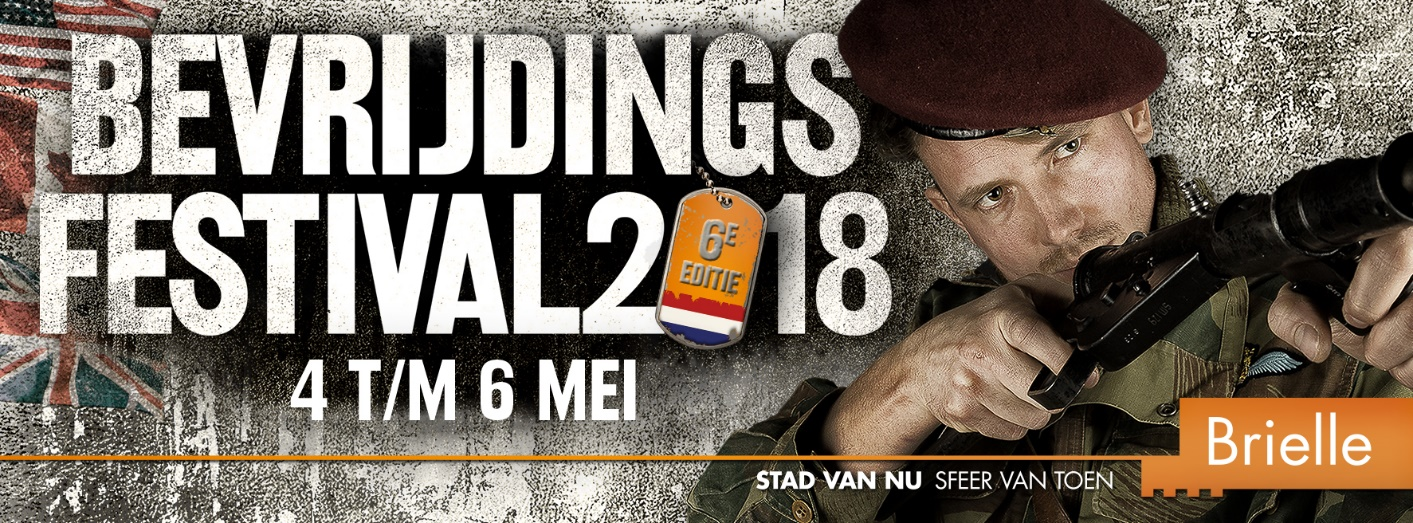 BEVRIJDINGS
FESTIVAL2018
6E
EDITIE
4 T/M 6 MEI
Brielle
STAD VAN NU SFEER VAN TOEN